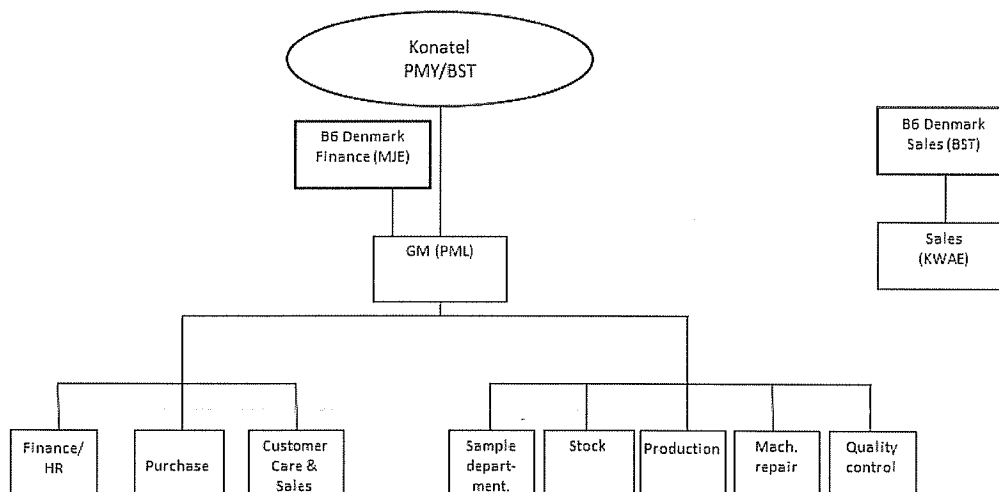 Konatel
PMY/BST
B6 Denmark
Finance (MJE)
B6 Denmark
Sales (BST)
GM (PML)
Sales
(KWAE)
Finance/
HR
Purchase
Customer
Care &
Sales
Sample
depart-
ment.
Stock
Production
Mach.
repair
Quality
control